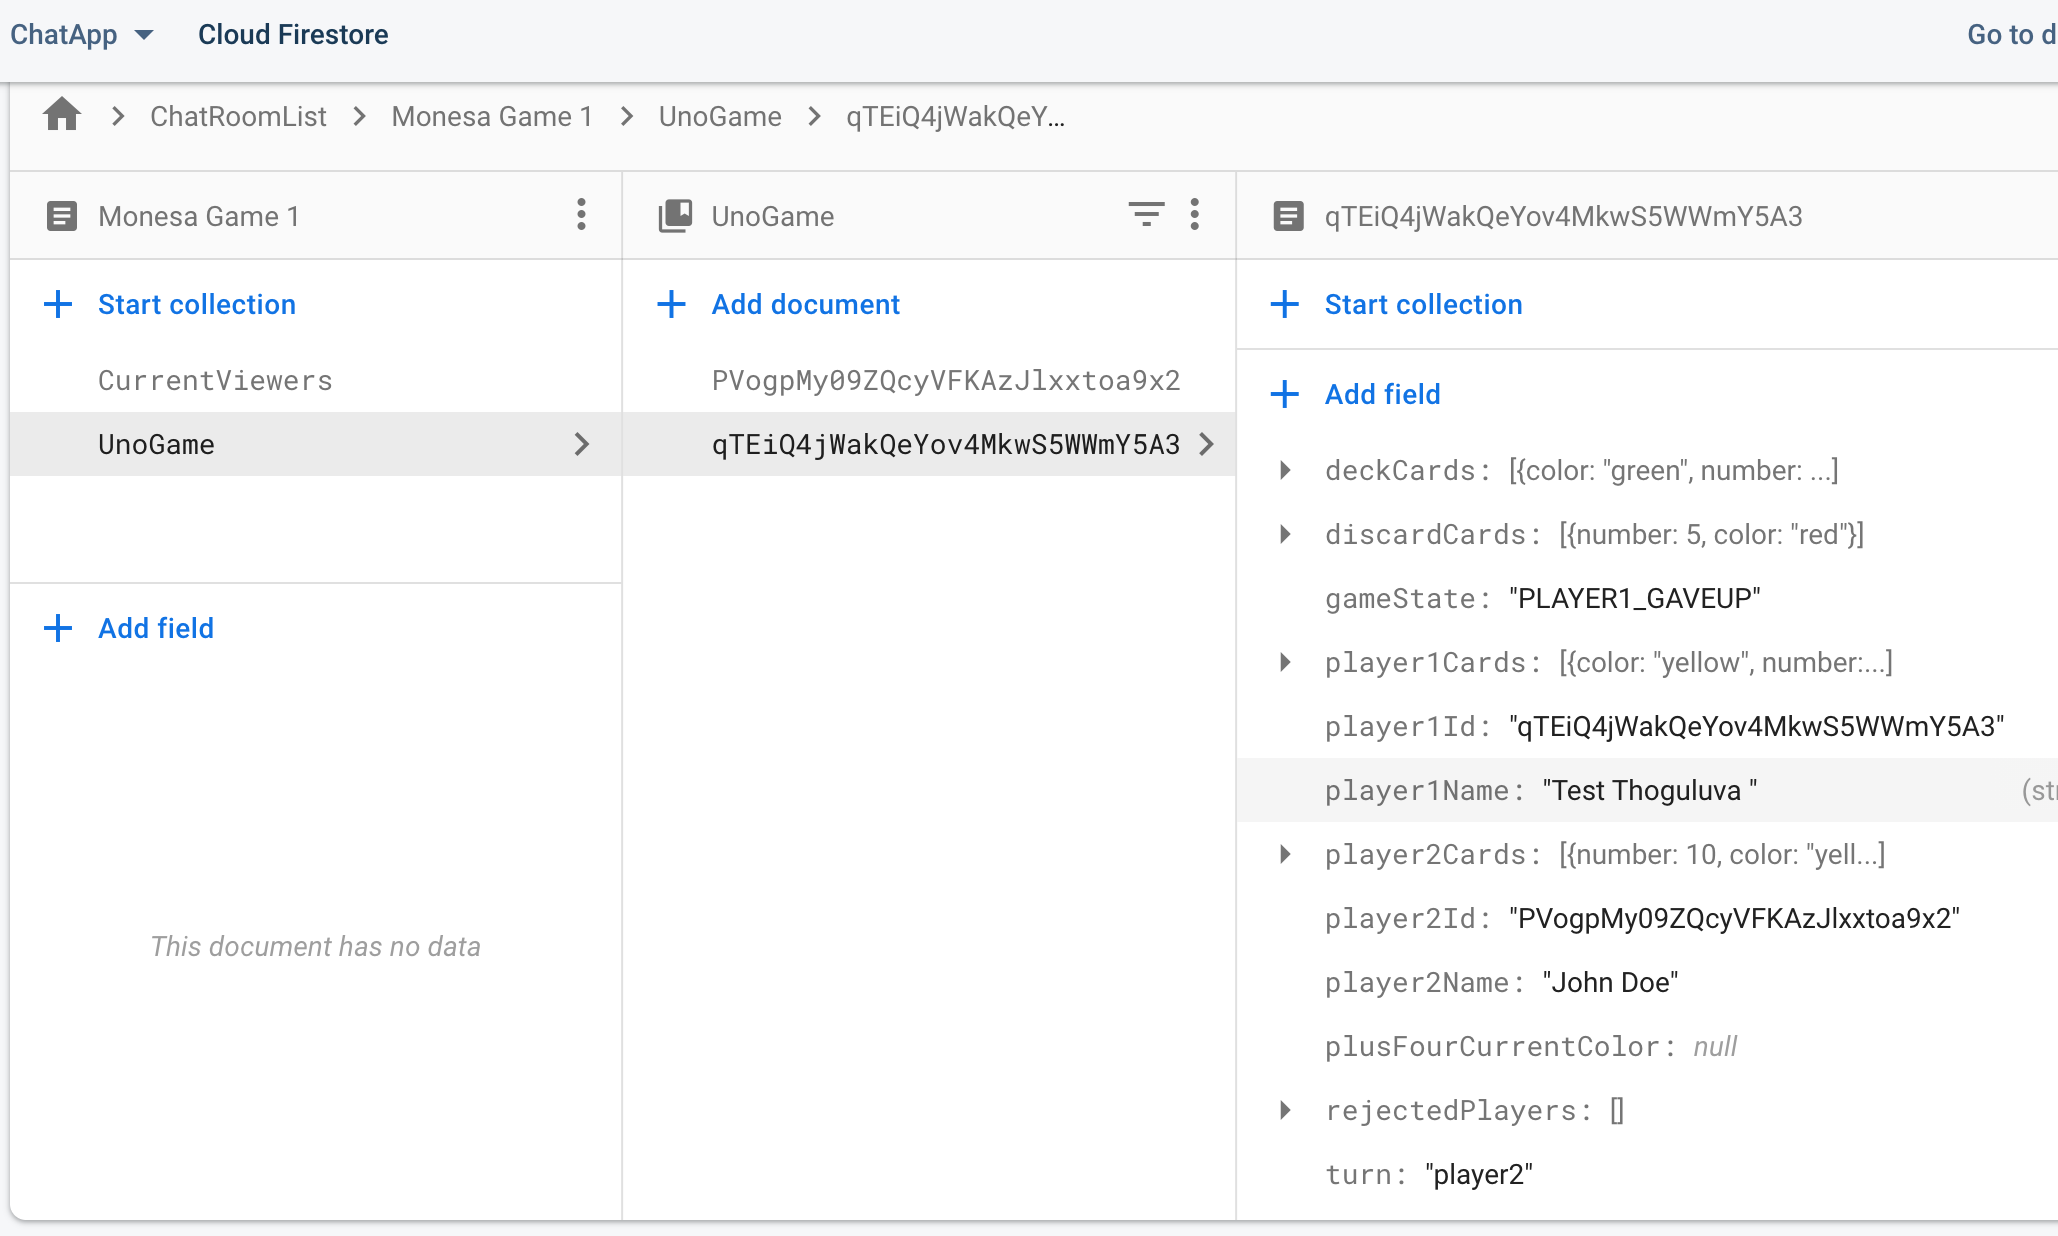 ChatApp Cloud Firestore Go to d
ChatRoomList Monesa Game 1 UnoGame qTEiQ4jWakQeY...
Monesa Game 1
Start collection
CurrentViewers
UnoGame
Add field
This document has no data
UnoGame
Add document
PVogpMy09ZQcyVFKAzJlxxtoa9x2
qTEiQ4jWakQeYov4MkwS5WWmY5A3
qTEiQ4jWakQeYov4MkwS5WWmY5A3
Start collection
Add field
deckCards: [{color: "green", number: ...]
discardCards: [{number: 5, color: "red"}]
gameState: "PLAYER1_GAVEUP"
player1Cards: [{color: "yellow", number:...]
player1Id: "qTEiQ4jWakQeYov4MkwS5WWmY5A3"
player1Name: "Test Thoguluva " (str
player2Cards: [{number: 10, color: "yell...]
player2Id: "PVogpMy09ZQcyVFKAzJlxxtoa9x2"
player2Name: "John Doe"
plusFourCurrentColor: null
rejectedPlayers: []
turn: "player2"